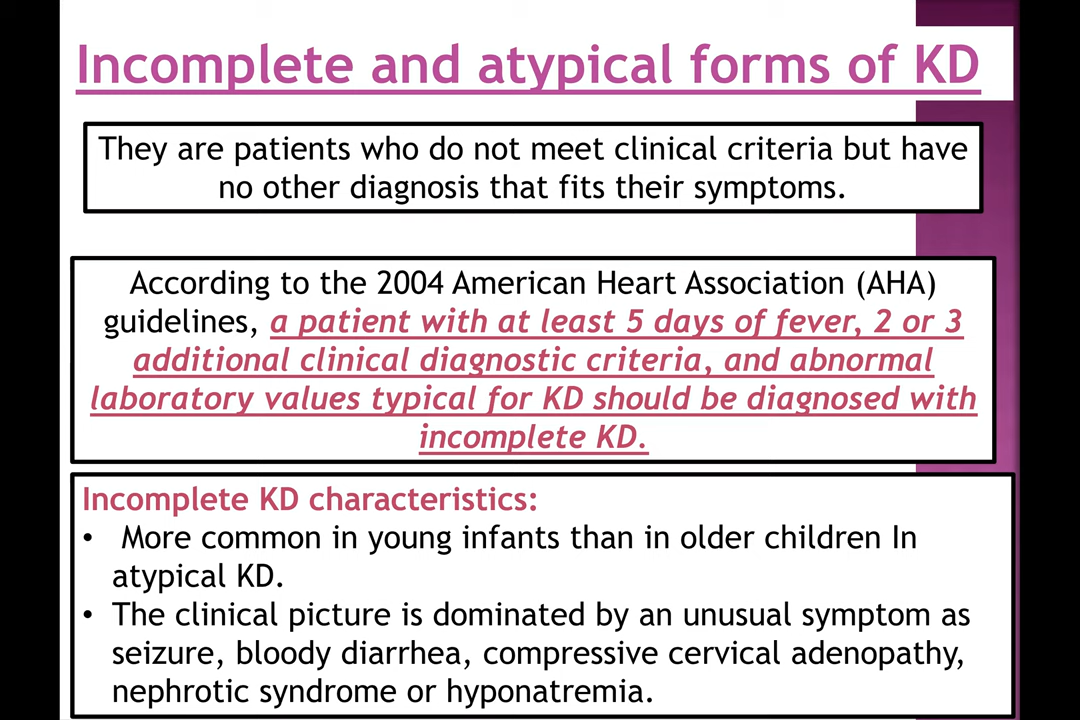 Incomplete and atypical forms of KD
They are patients who do not meet clinical criteria but have
no other diagnosis that fits their symptoms.
According to the 2004 American Heart Association (AHA)
guidelines, a patient with at least 5 days of fever, 2 or 3
additional clinical diagnostic criteria, and abnormal
laboratory values typical for KD should be diagnosed with
incomplete KD.
Incomplete KD characteristics:
• More common in young infants than in older children In
atypical KD.
• The clinical picture is dominated by an unusual symptom as
seizure, bloody diarrhea, compressive cervical adenopathy,
nephrotic syndrome or hyponatremia.